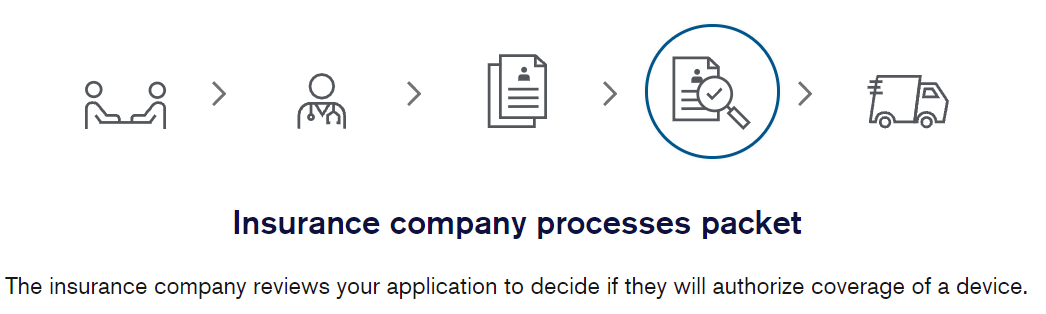 Insurance company processes packet
The insurance company reviews your application to decide if they will authorize coverage of a device.